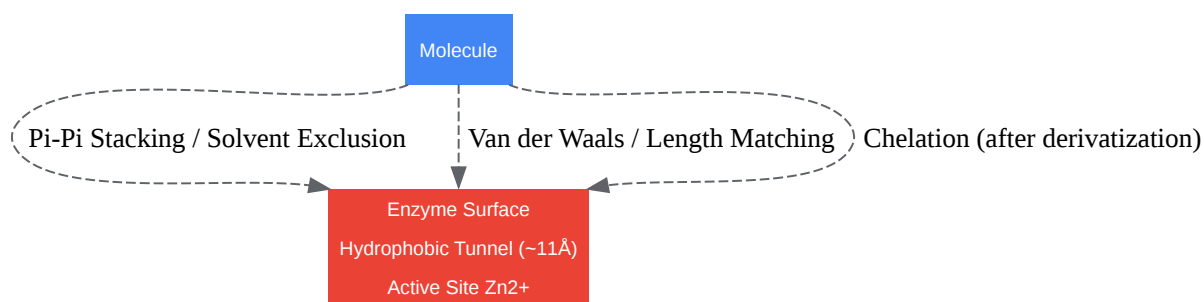 Molecule
Pi-Pi Stacking / Solvent Exclusion
Van der Waals / Length Matching
Chelation (after derivatization)
Enzyme Surface
Hydrophobic Tunnel (~11Å)
Active Site Zn2+